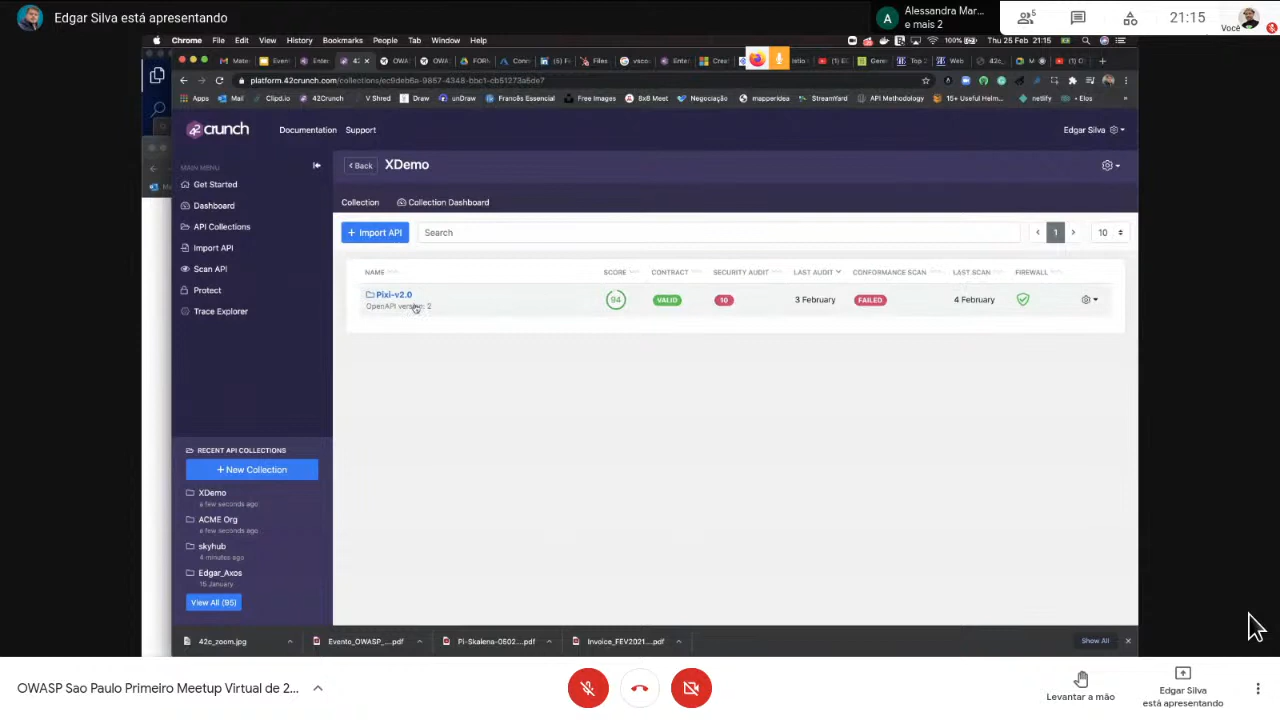 Edgar Silva está apresentando
A
Alessandra Mar...
e mais 2
5
21:15
Você
Chrome File Edit View History Bookmarks People Tab Window Help
100% Thu 25 Feb 21:15
platform.42crunch.com/collections/
Apps Mail Clipd.io 42Crunch V Shred Draw unDraw Francês Essencial Free Images 8x8 Meet Negociação mapperidea StreamYard API Methodology 15+ Useful Helm... netlify Elos
42crunch
Documentation Support
Edgar Silva
MAIN MENU
Get Started
Dashboard
API Collections
Import API
Scan API
Protect
Trace Explorer
Back XDemo
Collection Collection Dashboard
+ Import API Search 1 10
NAME SCORE CONTRACT SECURITY AUDIT LAST AUDIT CONFORMANCE SCAN LAST SCAN FIREWALL
Pixi-v2.0 94 VALID 10 3 February FAILED 4 February
OpenAPI version: 2
RECENT API COLLECTIONS
+ New Collection
XDemo
a few seconds ago
ACME Org
a few seconds ago
skyhub
4 minutes ago
Edgar_Axos
15 January
View All (95)
42c_zoom.jpg Evento_OWASP_....pdf PI-Skalena-0502....pdf Invoice_FEV2021....pdf Show All
OWASP Sao Paulo Primeiro Meetup Virtual de 2...
Levantar a mão
Edgar Silva
está apresentando